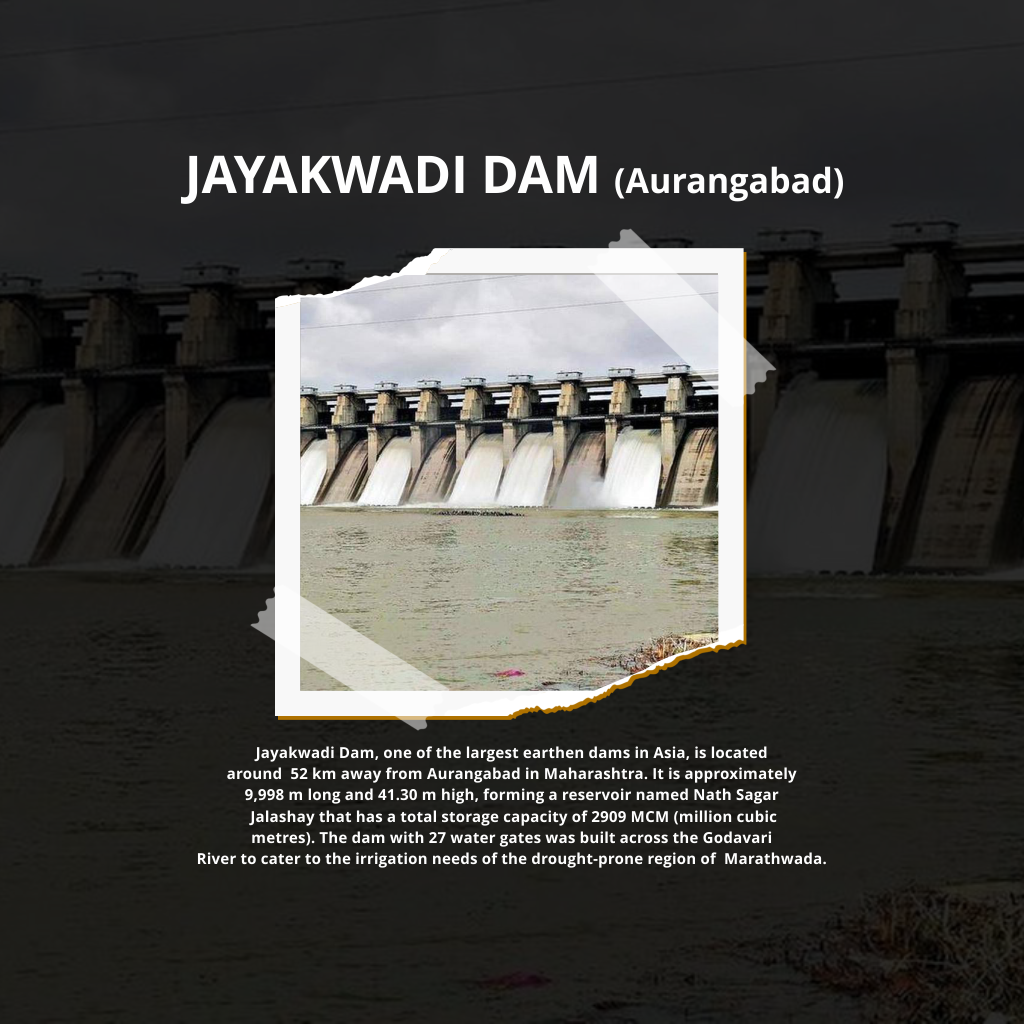 JAYAKWADI DAM (Aurangabad)
Jayakwadi Dam, one of the largest earthen dams in Asia, is located
around  52 km away from Aurangabad in Maharashtra. It is approximately
9,998 m long and 41.30 m high, forming a reservoir named Nath Sagar
Jalashay that has a total storage capacity of 2909 MCM (million cubic
metres). The dam with 27 water gates was built across the Godavari
River to cater to the irrigation needs of the drought-prone region of  Marathwada.